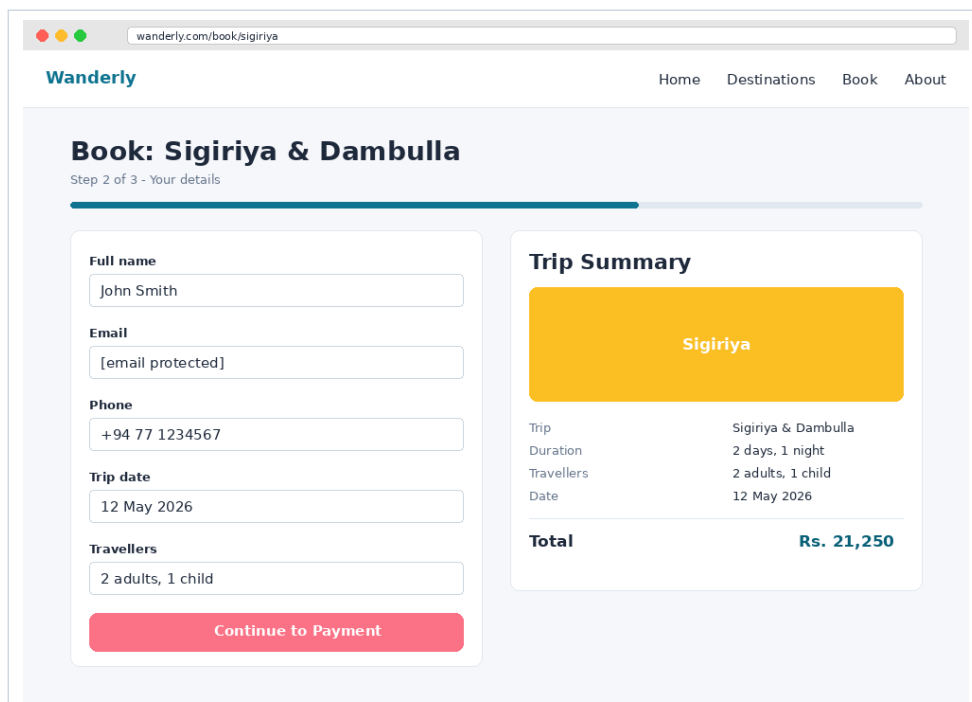 wanderly.com/book/sigiriya
Wanderly
Home Destinations Book About
Book: Sigiriya & Dambulla
Step 2 of 3 - Your details
Full name
John Smith
Email
[email protected]
Phone
+94 77 1234567
Trip date
12 May 2026
Travellers
2 adults, 1 child
Continue to Payment
Trip Summary
Sigiriya
Trip Sigiriya & Dambulla
Duration 2 days, 1 night
Travellers 2 adults, 1 child
Date 12 May 2026
Total Rs. 21,250